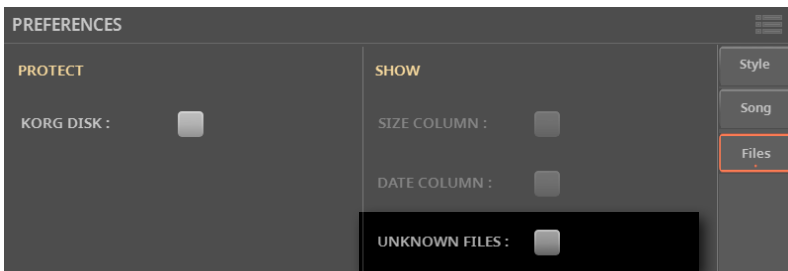 PREFERENCES
PROTECT
KORG DISK :
SHOW
SIZE COLUMN :
DATE COLUMN :
UNKNOWN FILES :
Style
Song
Files